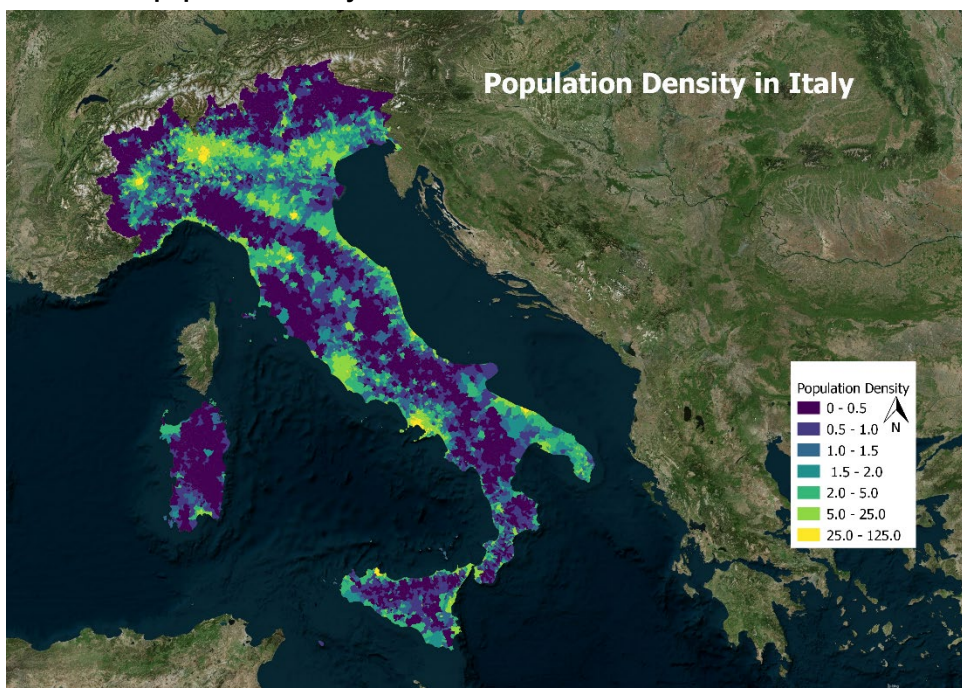 Population Density in Italy
Population Density
0 - 0.5
0.5 - 1.0
N
1.0 - 1.5
1.5 - 2.0
2.0 - 5.0
5.0 - 25.0
25.0 - 125.0